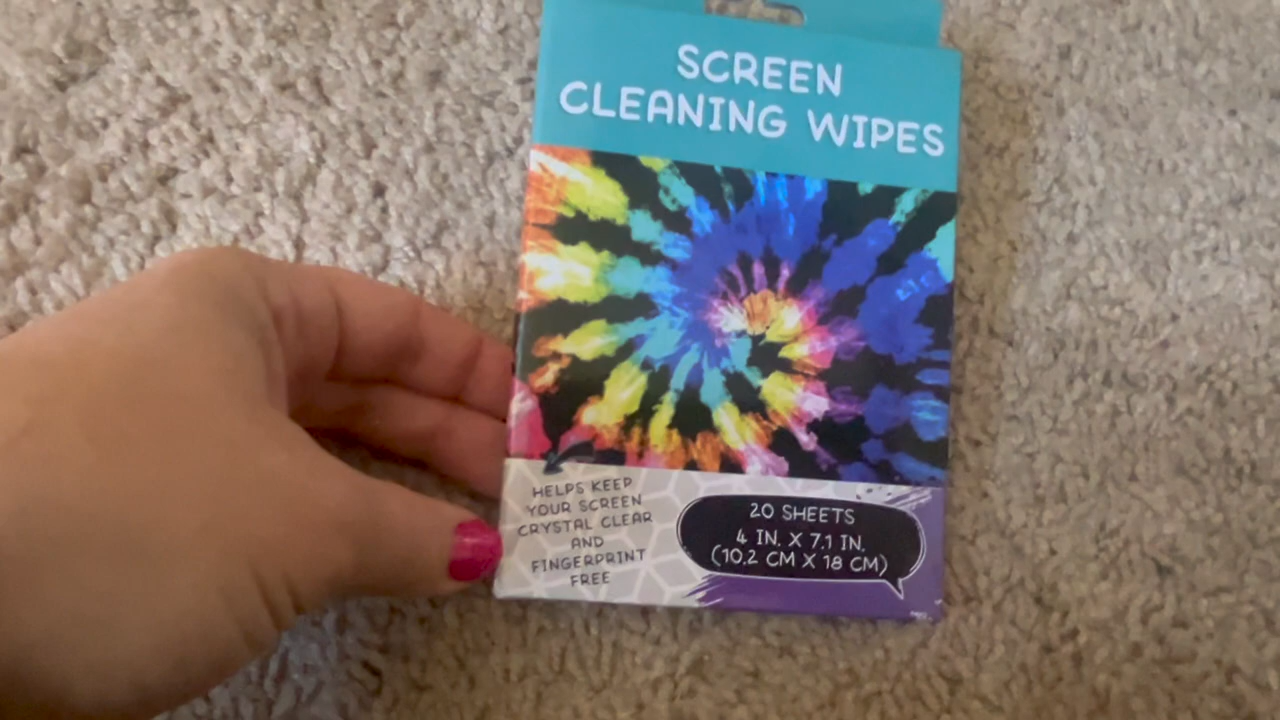 SCREEN
CLEANING WIPES
HELPS KEEP
YOUR SCREEN
CRYSTAL CLEAR
AND
FINGERPRINT
FREE
20 SHEETS
4 IN. X 7.1 IN.
(10.2 CM X 18 CM)